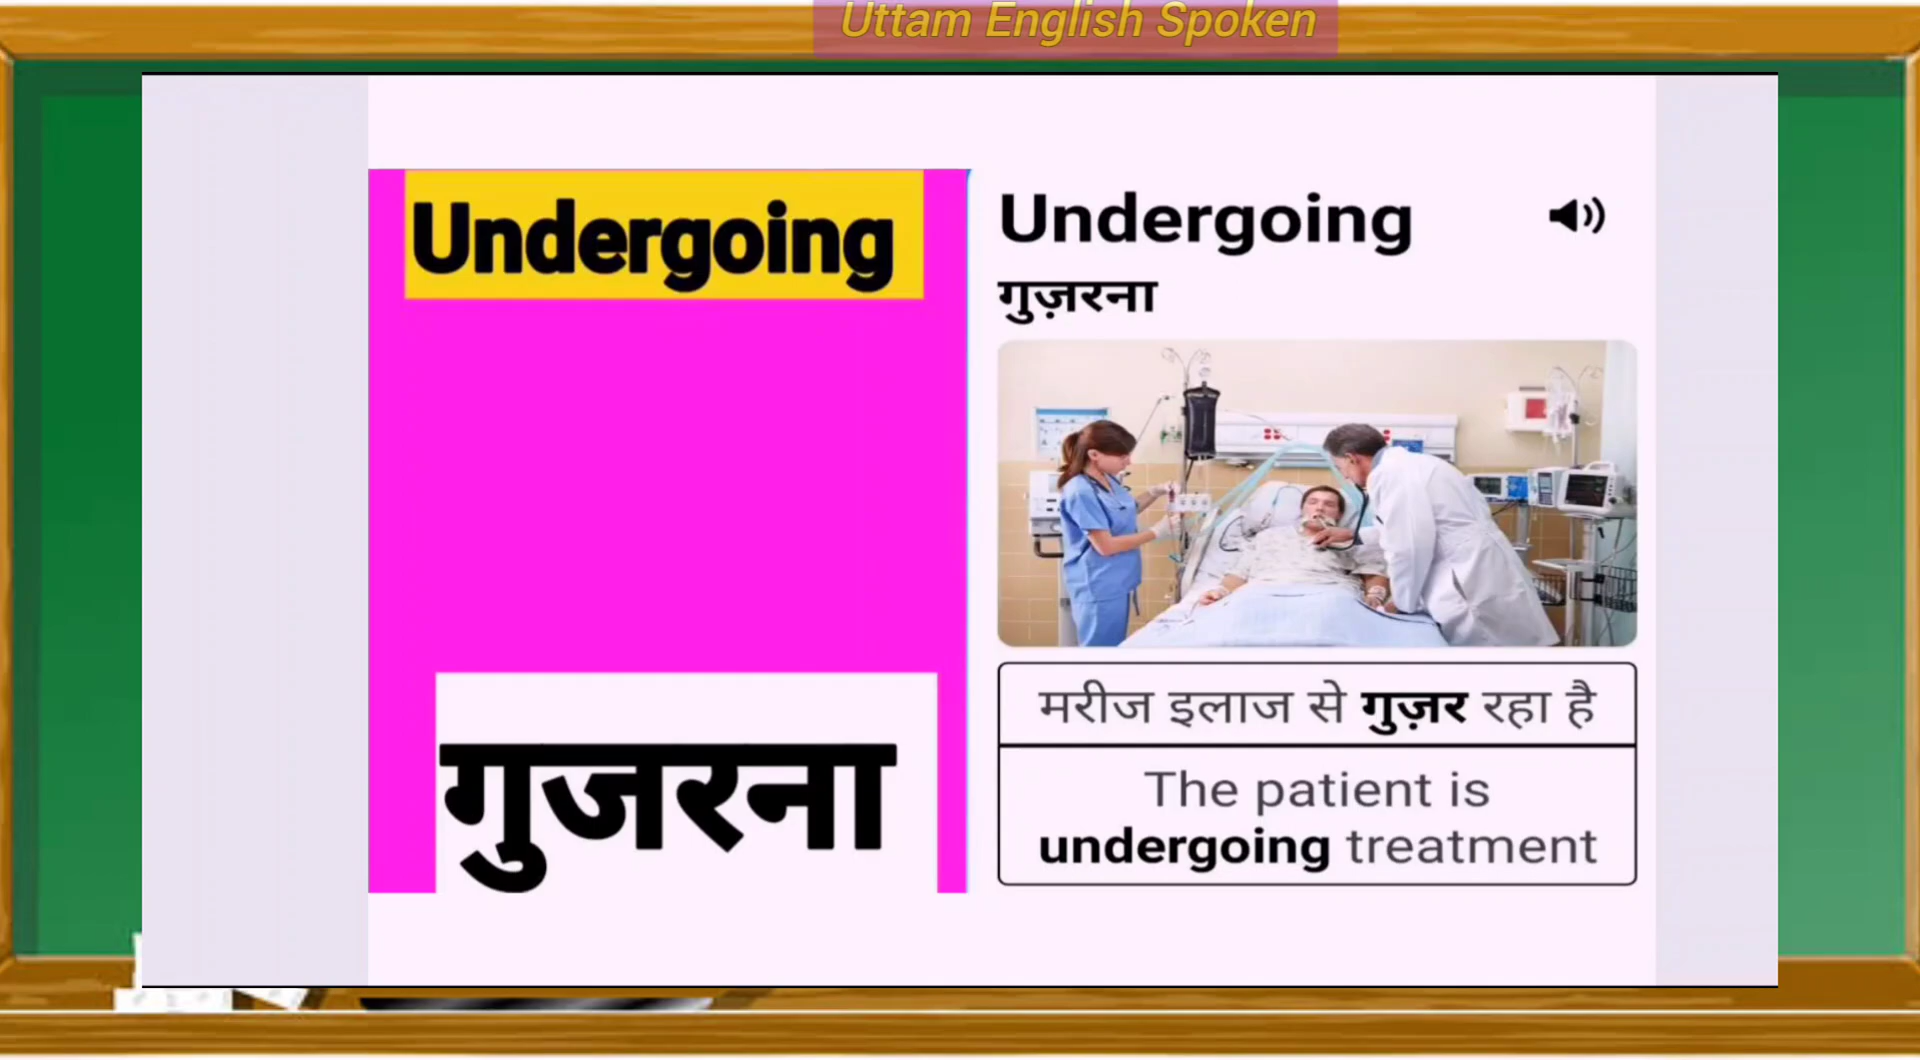 Uttam English Spoken
Undergoing
गुजरना
Undergoing
गुज़रना
मरीज इलाज से गुज़र रहा है
The patient is
undergoing treatment